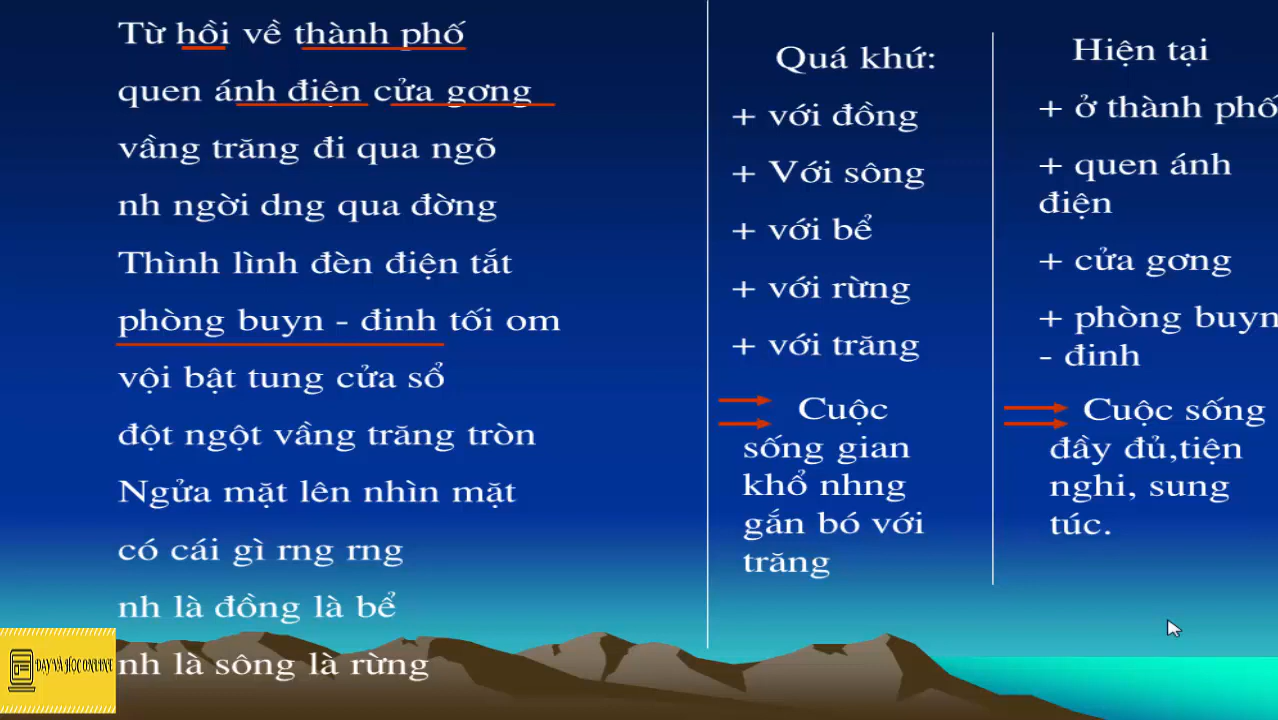 Từ hồi về thành phố
quen ánh điện cửa gơng
vầng trăng đi qua ngõ
nh ngời dng qua đờng
Thình lình đèn điện tắt
phòng buyn - đinh tối om
vội bật tung cửa sổ
đột ngột vầng trăng tròn
Ngửa mặt lên nhìn mặt
có cái gì rng rng
nh là đồng là bể
nh là sông là rừng
Quá khứ:
+ với đồng
+ Với sông
+ với bể
+ với rừng
+ với trăng
Cuộc
sống gian
khổ nhng
gắn bó với
trăng
Hiện tại
+ ở thành phố
+ quen ánh
điện
+ cửa gơng
+ phòng buyn
- đinh
Cuộc sống
đầy đủ,tiện
nghi, sung
túc.
DẠY VÀ HỌC ONLINE